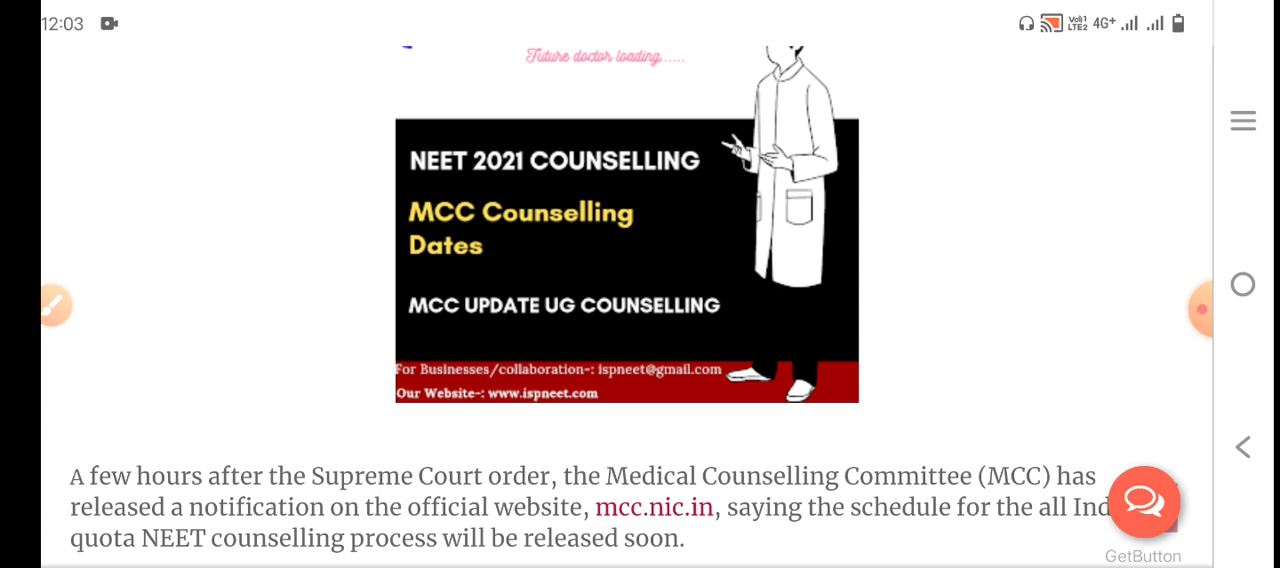 12:03
Vo))1
LTE2
4G+
Future doctor loading......
NEET 2021 COUNSELLING
MCC Counselling
Dates
MCC UPDATE UG COUNSELLING
For Businesses/collaboration-: ispneet@gmail.com
Our Website-: www.ispneet.com
A few hours after the Supreme Court order, the Medical Counselling Committee (MCC) has
released a notification on the official website, mcc.nic.in, saying the schedule for the all Ind
quota NEET counselling process will be released soon.
GetButton